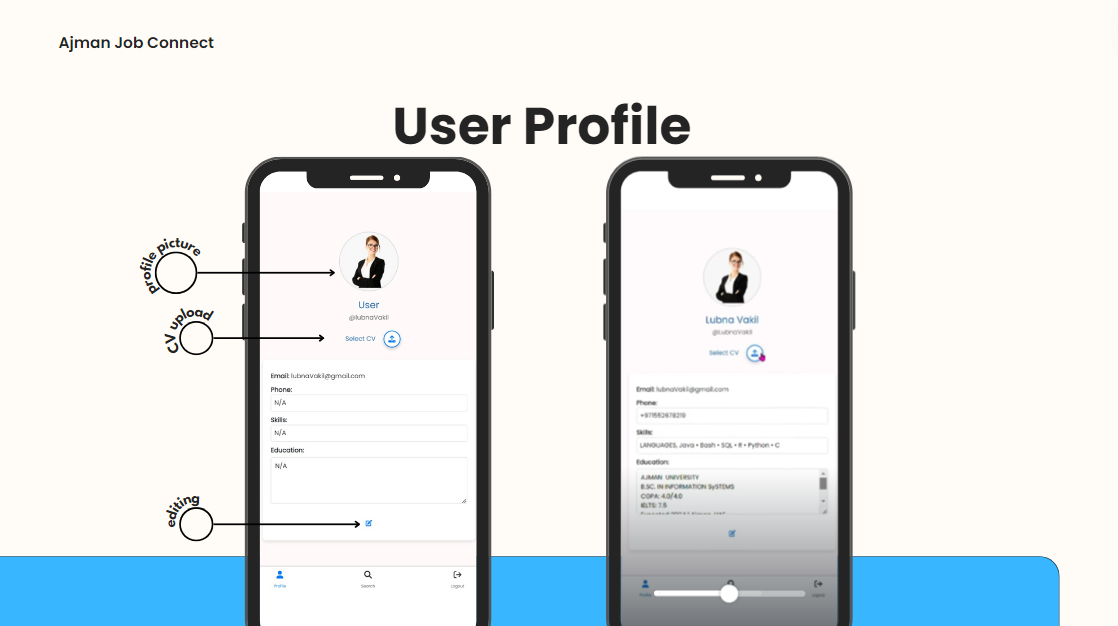 Ajman Job Connect
User Profile
profile picture
CV upload
editing
User
@lubnaVakil
Select CV
Email: lubnavakil@gmail.com
Phone:
N/A
Skills:
N/A
Education:
N/A
Profile
Search
Logout
Lubna Vakil
@LubnaVakil
Select CV
Email: lubnaVakil@gmail.com
Phone:
+971552678219
Skills:
LANGUAGES, Java • Bash • SQL • R • Python • C
Education:
AJMAN UNIVERSITY
B.SC. IN INFORMATION SySTEMS
CGPA: 4.0/4.0
IELTS: 7.5
Profile
Logout